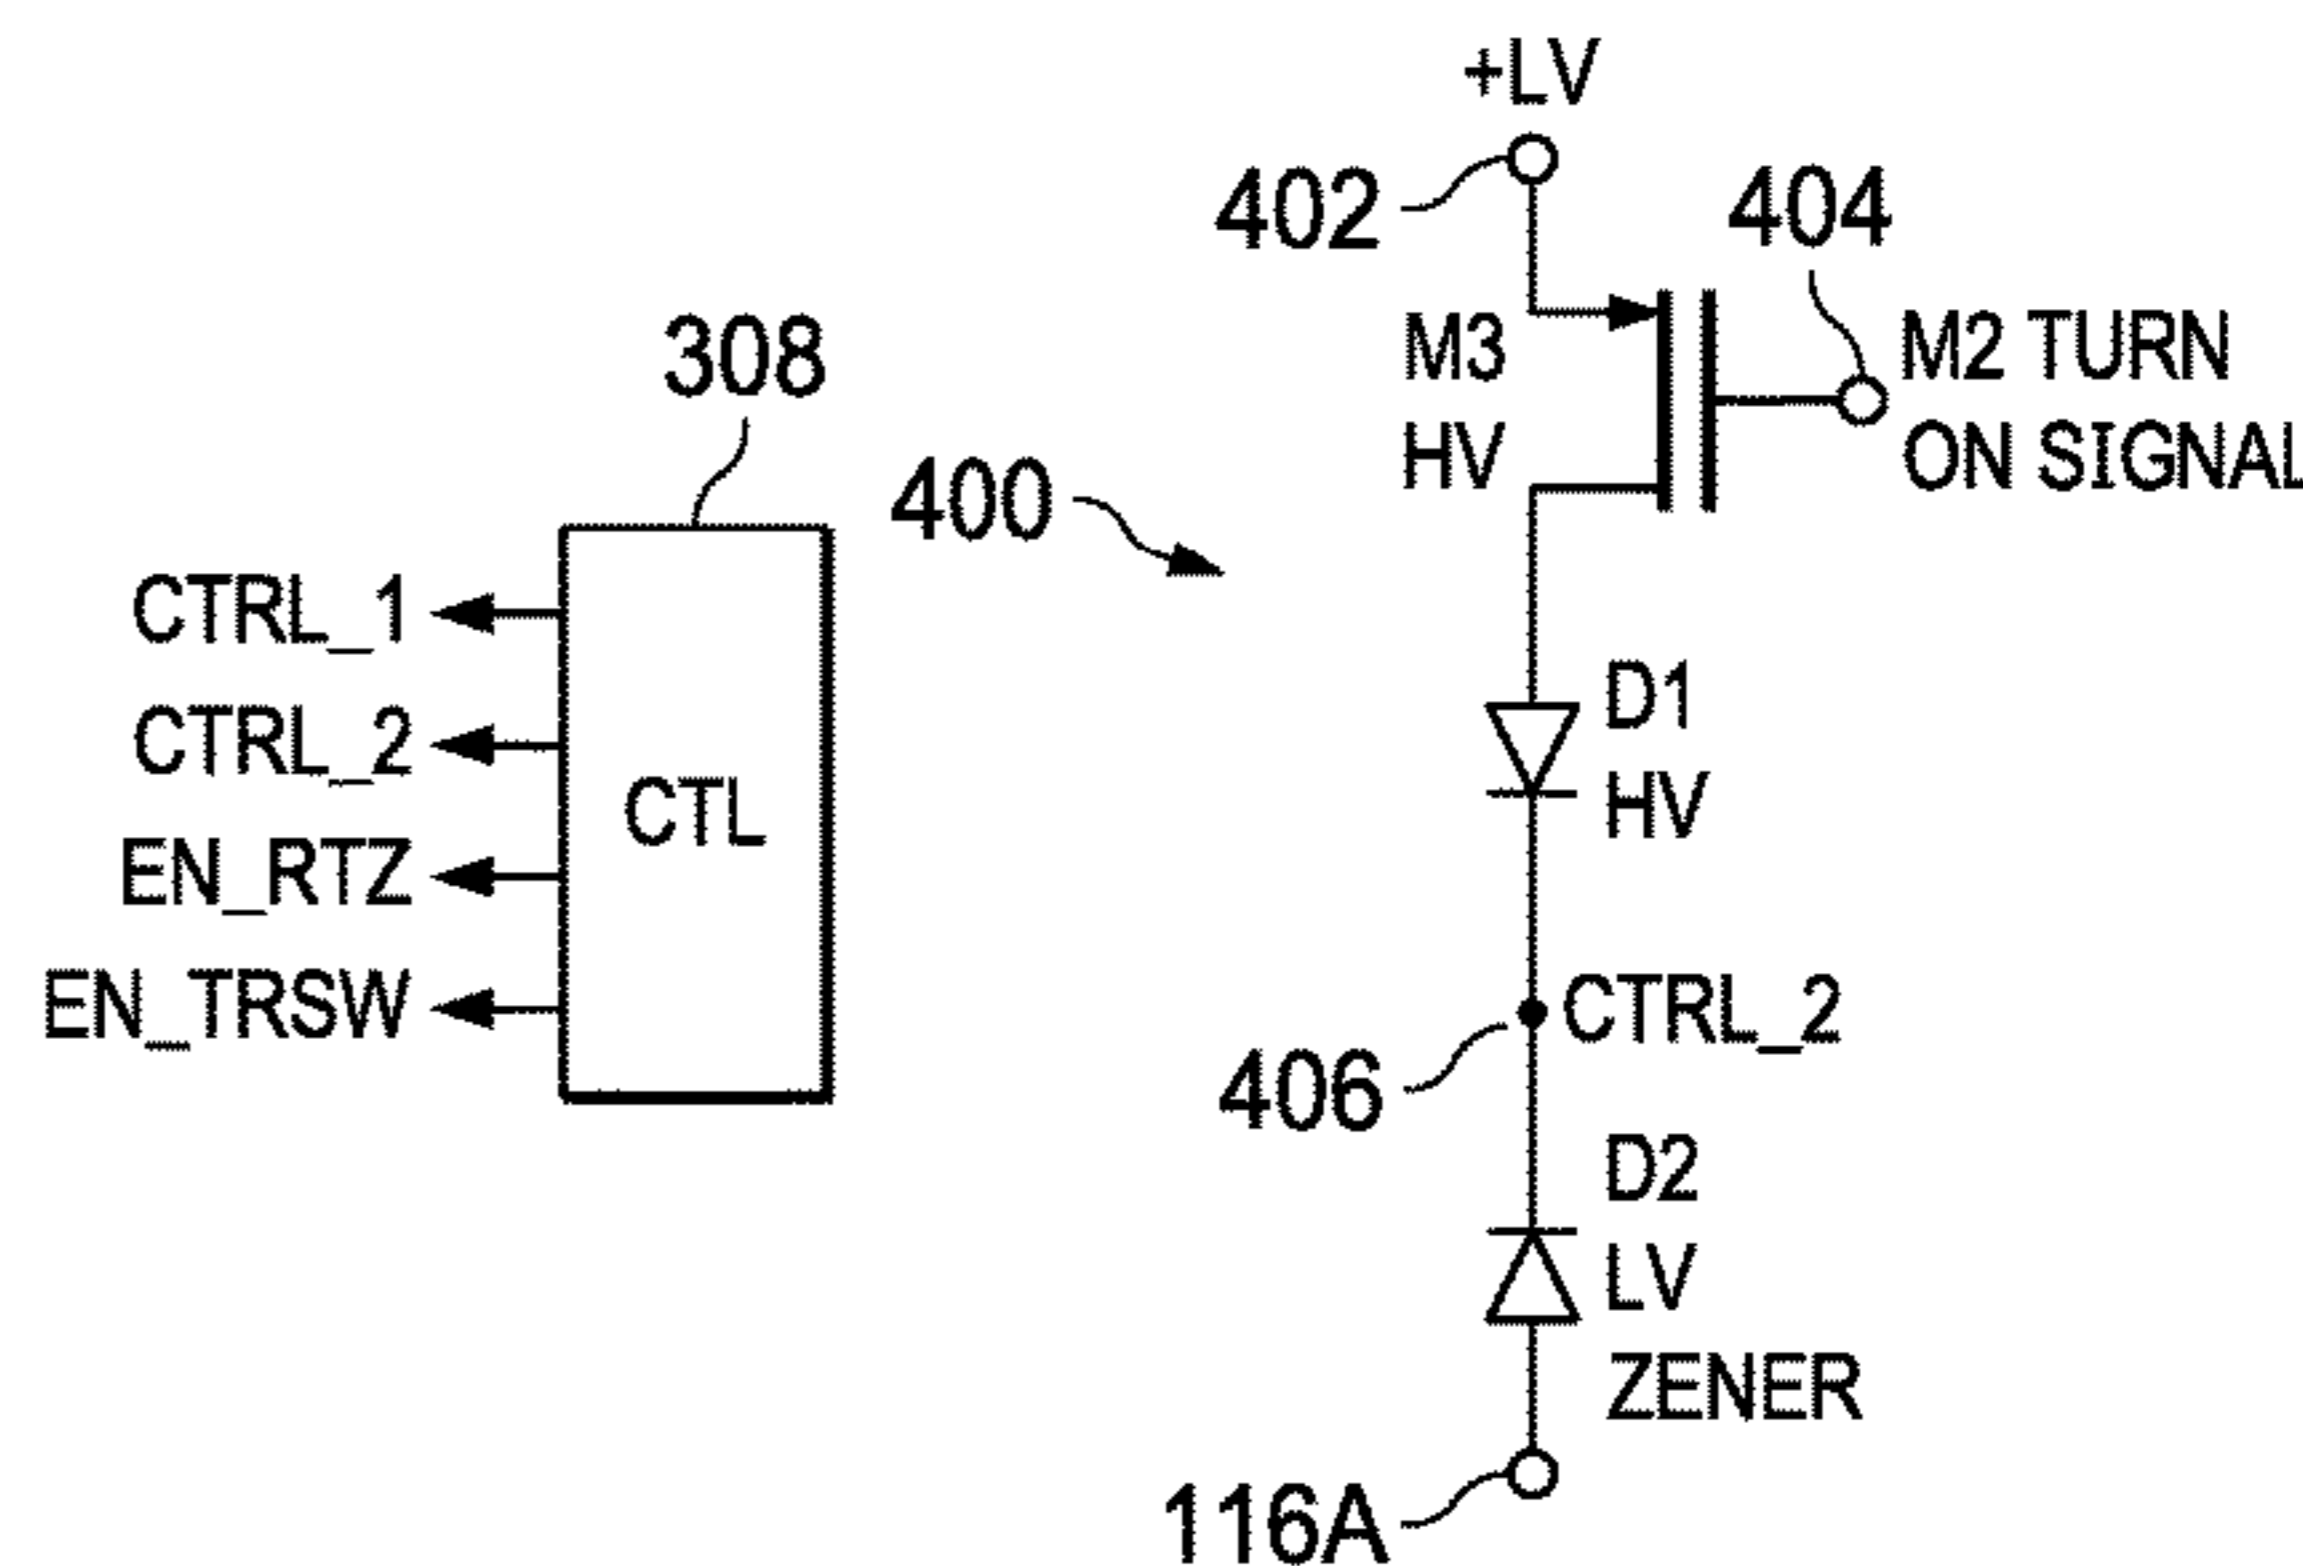 308
CTRL_1
CTRL_2
EN_RTZ
EN_TRSW
CTL
400
+LV
402
404
M3
HV
M2 TURN
ON SIGNAL
D1
HV
CTRL_2
406
D2
LV
ZENER
116A